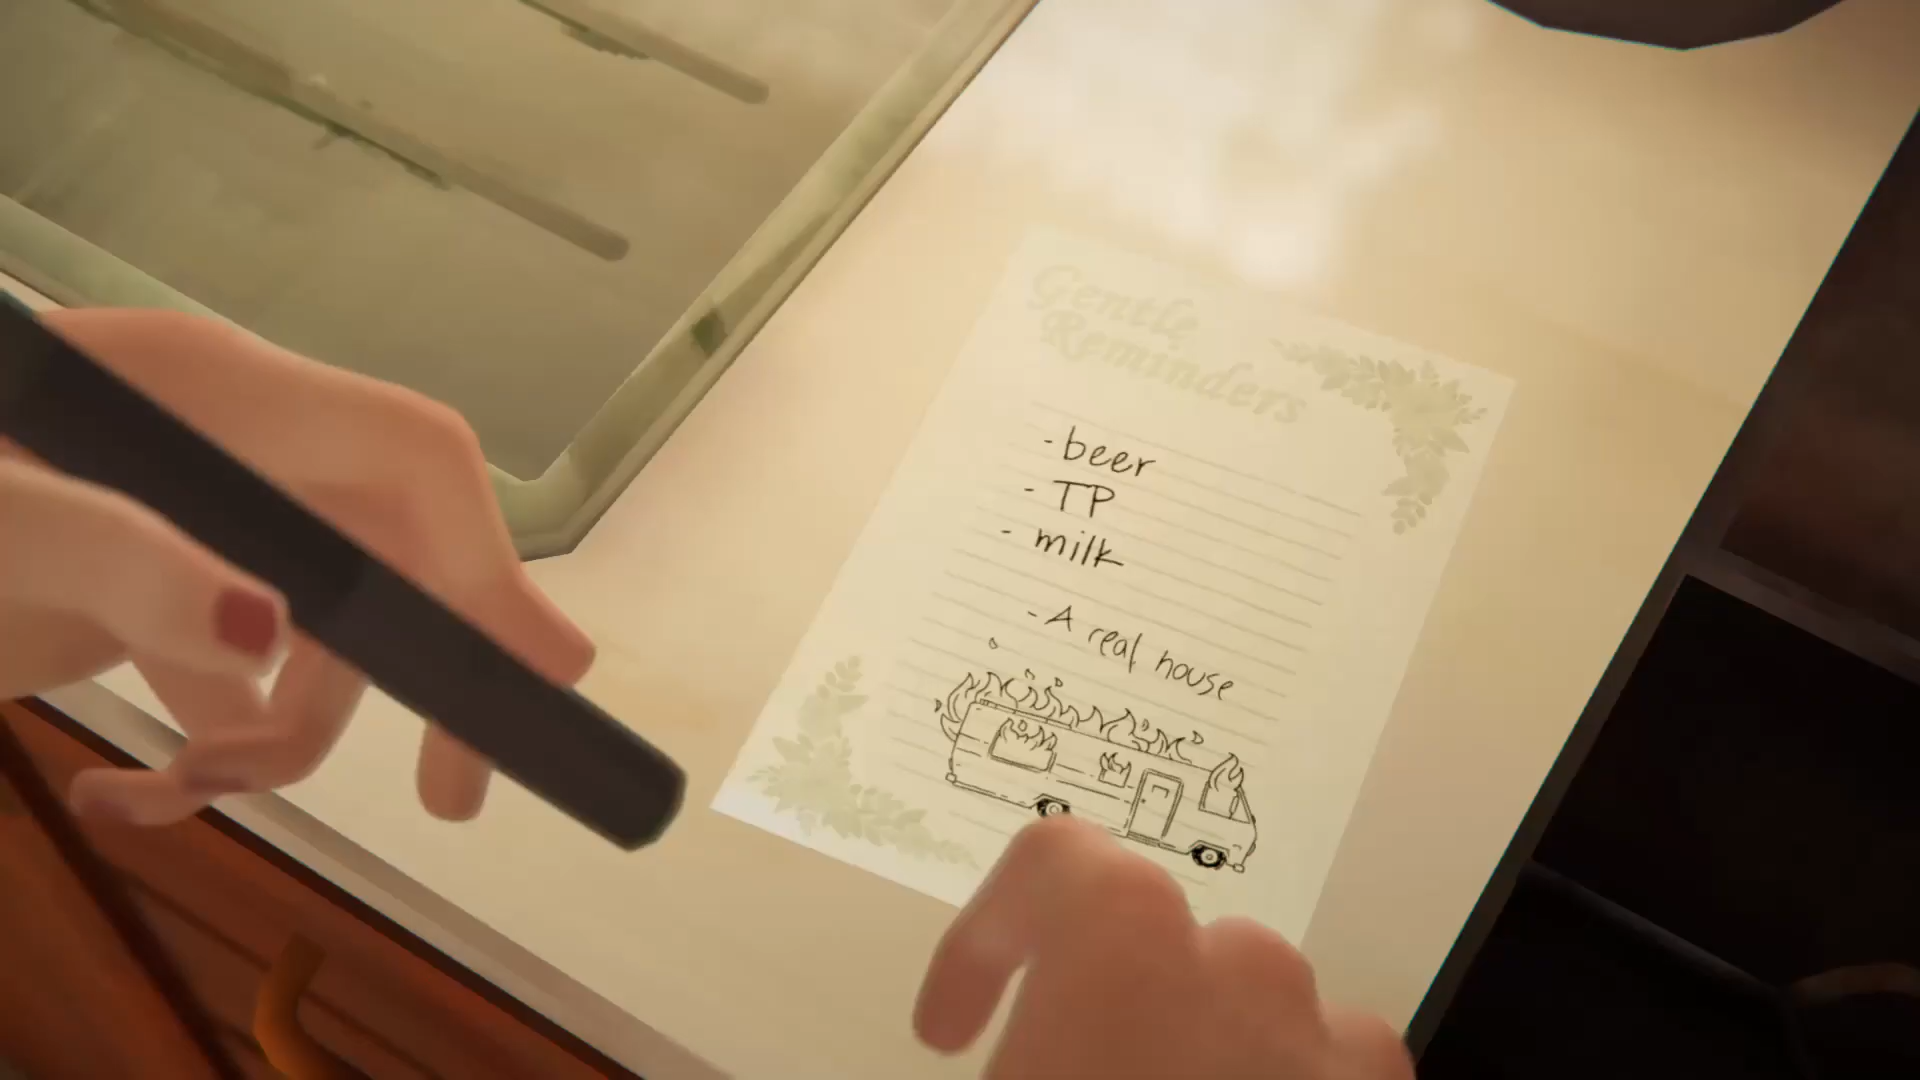 Gentle
Reminders
- beer
- TP
- milk
- A real house